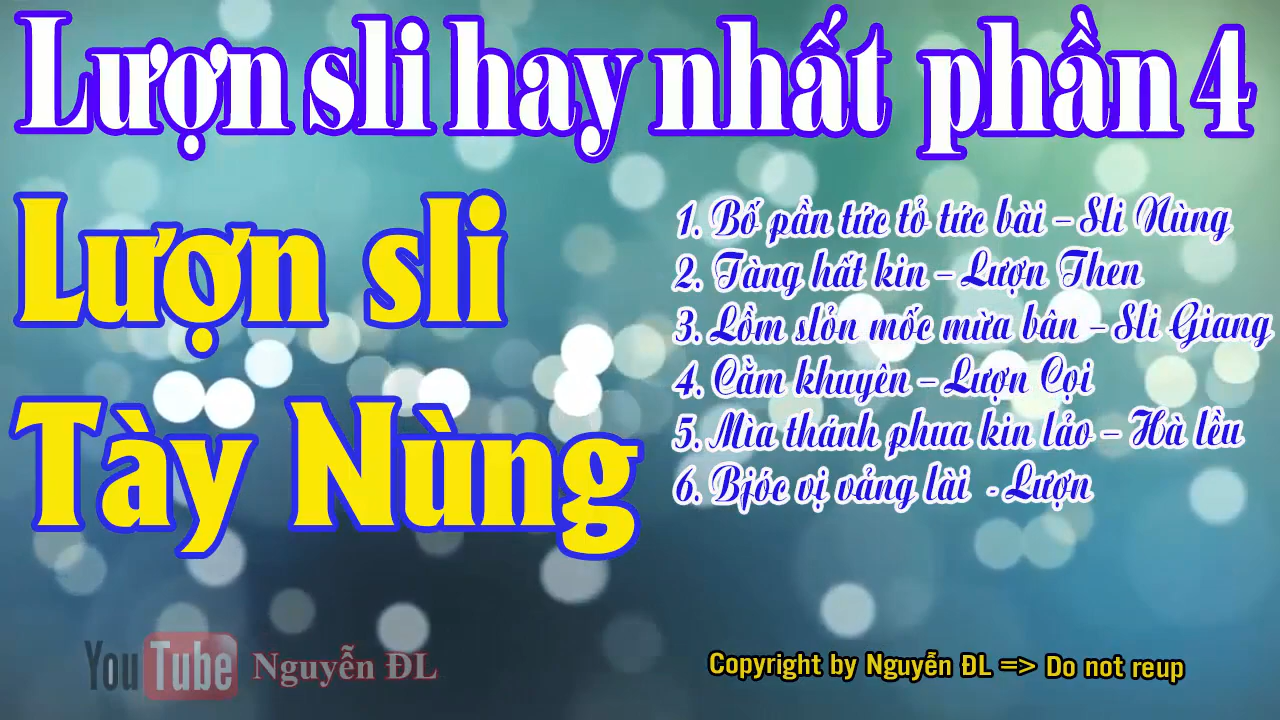 Lượn sli hay nhất phần 4
Lượn sli
Tày Nùng
1. Bố pần tức tỏ tức bài – Sli Nùng
2. Tàng hất kin – Lượn Then
3. Lồm slỏn mốc mừa bân – Sli Giang
4. Cằm khuyên – Lượn Cọi
5. Mìa thánh phua kin lảo – Hà lều
6. Bjóc vị vảng lài - Lượn
YouTube Nguyễn ĐL
Copyright by Nguyễn ĐL => Do not reup